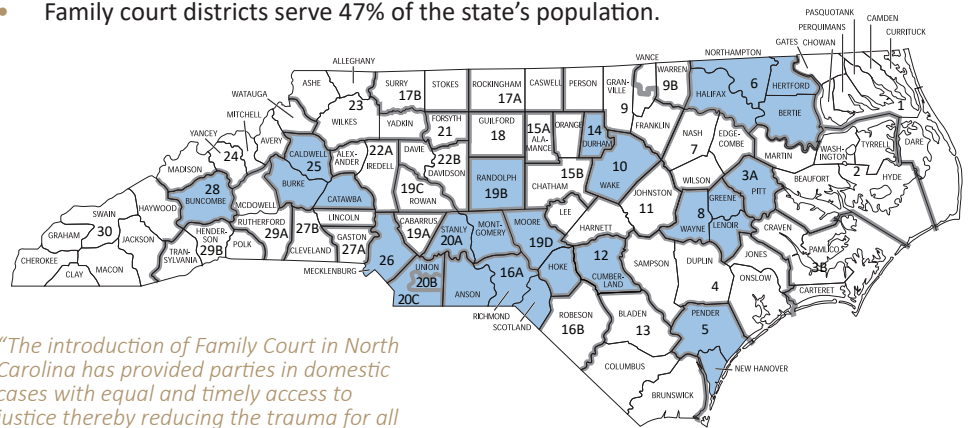 • Family court districts serve 47% of the state's population.
PASQUOTANK
PERQUIMANS
CAMDEN
GATES
CHOWAN
CURRITUCK
ALLEGHANY
VANCE
NORTHAMPTON
ASHE
SURRY
17B
STOKES
ROCKINGHAM
17A
CASWELL
PERSON
GRAN-
VILLE
9
WARREN
9B
HALIFAX
6
HERTFORD
BERTIE
1
WATAUGA
23
WILKES
YADKIN
FORSYTH
21
GUILFORD
18
15A
ALA-
MANCE
ORANGE
14
DURHAM
FRANKLIN
NASH
7
EDGE-
COMBE
MARTIN
WASH-
INGTON
TYRRELL
DARE
MITCHELL
YANCEY
24
AVERY
CALDWELL
25
ALEX-
ANDER
22A
IREDELL
DAVIE
22B
DAVIDSON
RANDOLPH
19B
CHATHAM
15B
10
WAKE
WILSON
3A
PITT
BEAUFORT
2
HYDE
MADISON
28
BUNCOMBE
BURKE
CATAWBA
19C
ROWAN
JOHNSTON
11
GREENE
8
WAYNE
LENOIR
CRAVEN
SWAIN
HAYWOOD
MCDOWELL
RUTHERFORD
29A
LINCOLN
27B
CLEVELAND
GASTON
27A
CABARRUS
19A
STANLY
20A
MONT-
GOMERY
MOORE
19D
LEE
HARNETT
GRAHAM
30
JACKSON
HENDER-
SON
29B
POLK
TRAN-
SYLVANIA
CHEROKEE
CLAY
MACON
MECKLENBURG
26
UNION
20B
20C
ANSON
16A
RICHMOND
SCOTLAND
HOKE
12
CUMBER-
LAND
SAMPSON
DUPLIN
4
JONES
ONSLOW
PAMLICO
3B
CARTERET
ROBESON
16B
BLADEN
13
PENDER
5
NEW HANOVER
COLUMBUS
BRUNSWICK
"The introduction of Family Court in North
Carolina has provided parties in domestic
cases with equal and timely access to
justice thereby reducing the trauma for all